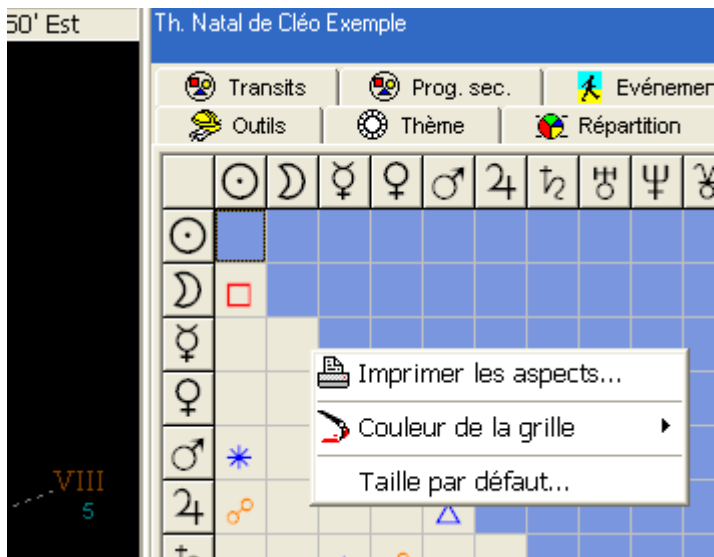 50' Est
Th. Natal de Cléo Exemple
Transits
Prog. sec.
Outils
Thème
Répartition
☉ ☽ ☿ ♀ ♂ ♃ ♄ ♅ ♆
☉
☽ □
☿
♀
♂ ⚹
♃ ☍ △
Imprimer les aspects...
Couleur de la grille
Taille par défaut...
VIII
5